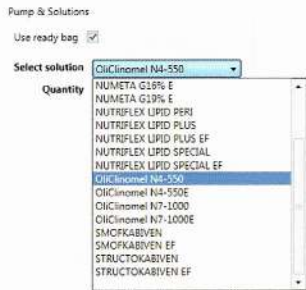 Pump & Solutions
Use ready bag
Select solution OliClinomel N4-550
Quantity
NUMETA G16% E
NUMETA G19% E
NUTRIFLEX LIPID PERI
NUTRIFLEX LIPID PLUS
NUTRIFLEX LIPID PLUS EF
NUTRIFLEX LIPID SPECIAL
NUTRIFLEX LIPID SPECIAL EF
OliClinomel N4-550
OliClinomel N4-550E
OliClinomel N7-1000
OliClinomel N7-1000E
SMOFKABIVEN
SMOFKABIVEN EF
STRUCTOKABIVEN
STRUCTOKABIVEN EF